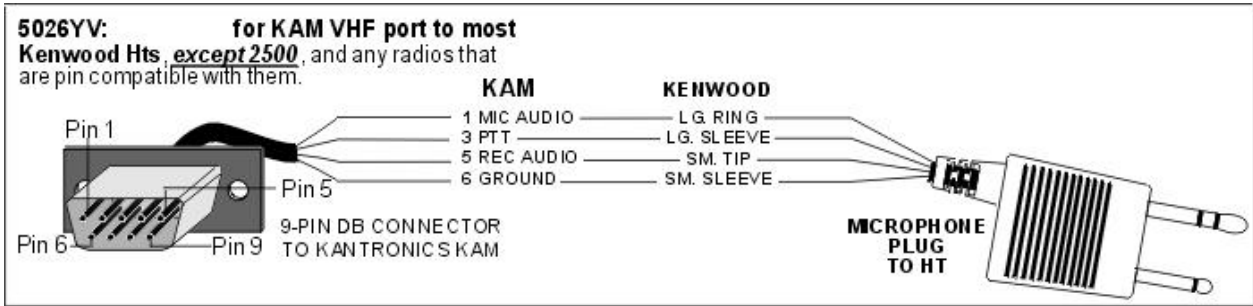 5026YV: for KAM VHF port to most
Kenwood Hts, except 2500, and any radios that
are pin compatible with them.
KAM KENWOOD
1 MIC AUDIO LG. RING
3 PTT LG. SLEEVE
5 REC AUDIO SM. TIP
6 GROUND SM. SLEEVE
Pin 1
Pin 5
Pin 6
Pin 9
9-PIN DB CONNECTOR
TO KANTRONICS KAM
MICROPHONE
PLUG
TO HT